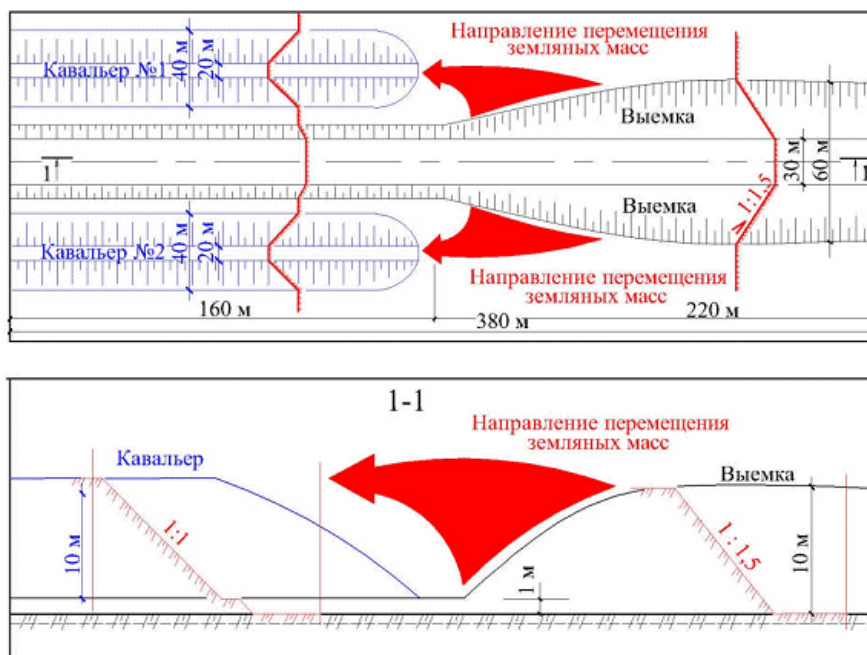 Направление перемещения
земляных масс
Кавальер №1
40 м
20 м
Выемка
1
1
30 м
60 м
1:1,5
Выемка
Кавальер №2
40 м
20 м
Направление перемещения
земляных масс
160 м
380 м
220 м
1-1
Направление перемещения
земляных масс
Кавальер
Выемка
10 м
1:1
1 м
1 : 1,5
10 м